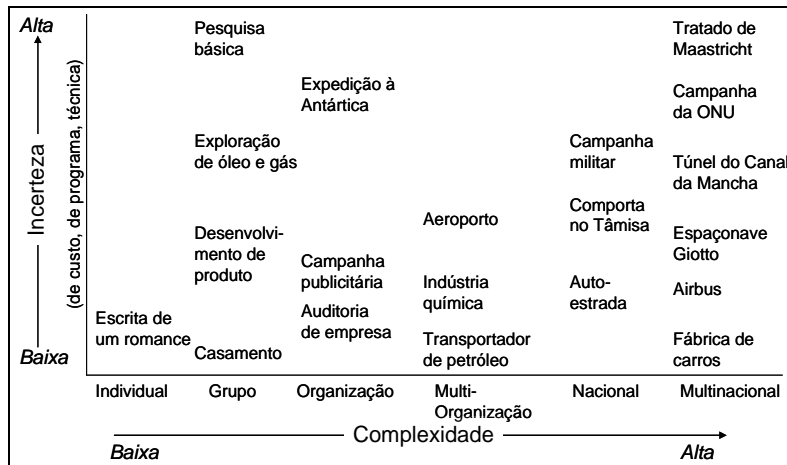 Alta
Incerteza
(de custo, de programa, técnica)
Baixa
Pesquisa
básica
Exploração
de óleo e gás
Desenvolvi-
mento de
produto
Escrita de
um romance
Casamento
Expedição à
Antártica
Campanha
publicitária
Auditoria
de empresa
Aeroporto
Indústria
química
Transportador
de petróleo
Campanha
militar
Comporta
no Tâmisa
Auto-
estrada
Tratado de
Maastricht
Campanha
da ONU
Túnel do Canal
da Mancha
Espaçonave
Giotto
Airbus
Fábrica de
carros
Individual
Grupo
Organização
Multi-
Organização
Nacional
Multinacional
Complexidade
Baixa
Alta